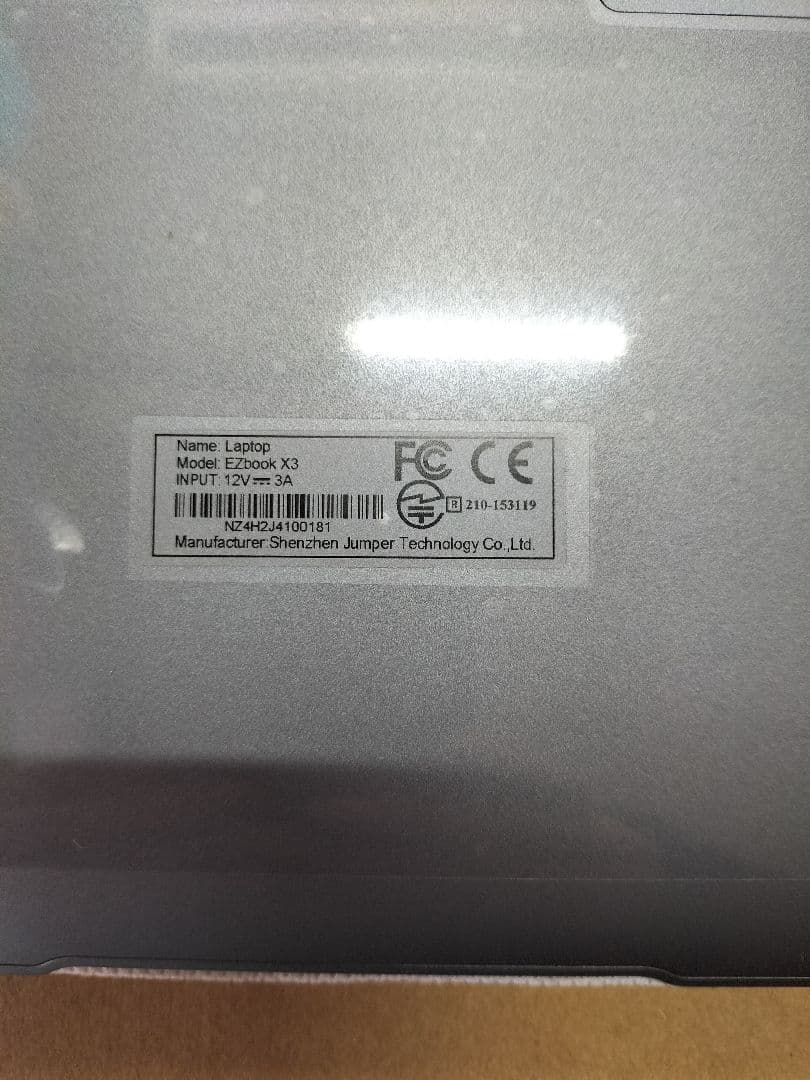 Name: Laptop
Model: EZbook X3
INPUT: 12V⎓3A
FC CE
R 210-153119
NZ4H2J4100181
Manufacturer:Shenzhen Jumper Technology Co.,Ltd.